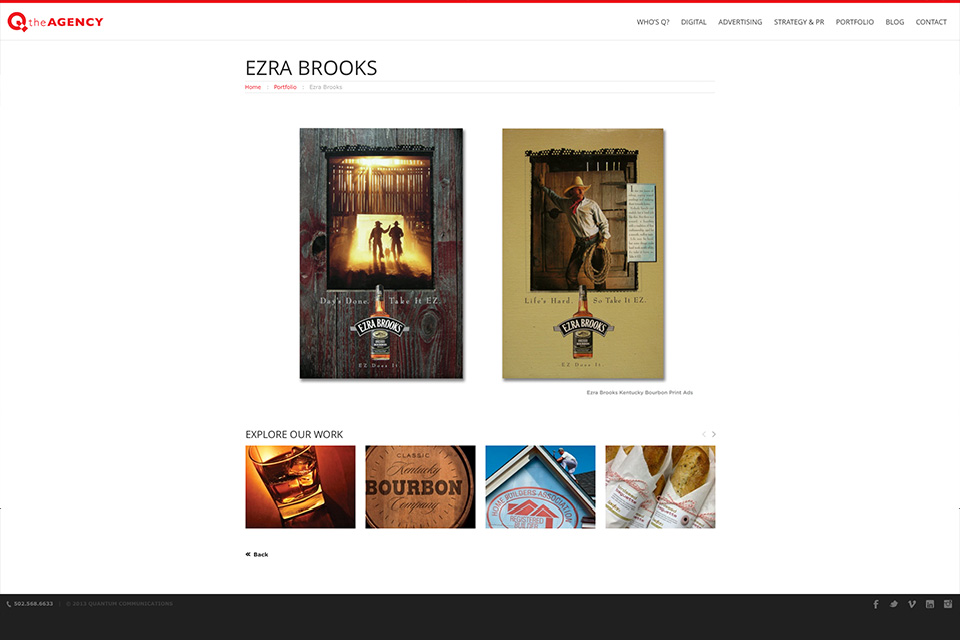 Q theAGENCY
WHO'S Q? DIGITAL ADVERTISING STRATEGY & PR PORTFOLIO BLOG CONTACT
EZRA BROOKS
Home : Portfolio : Ezra Brooks
Day's Done. Take It EZ.
EZRA BROOKS
EZ Does It
Life's Hard. So Take It EZ.
EZRA BROOKS
EZ Does It
Ezra Brooks Kentucky Bourbon Print Ads
EXPLORE OUR WORK
CLASSIC
Kentucky
BOURBON
Company
HOME BUILDERS ASSOCIATION
REGISTERED
BUILDER
« Back
502.568.6633 © 2013 QUANTUM COMMUNICATIONS